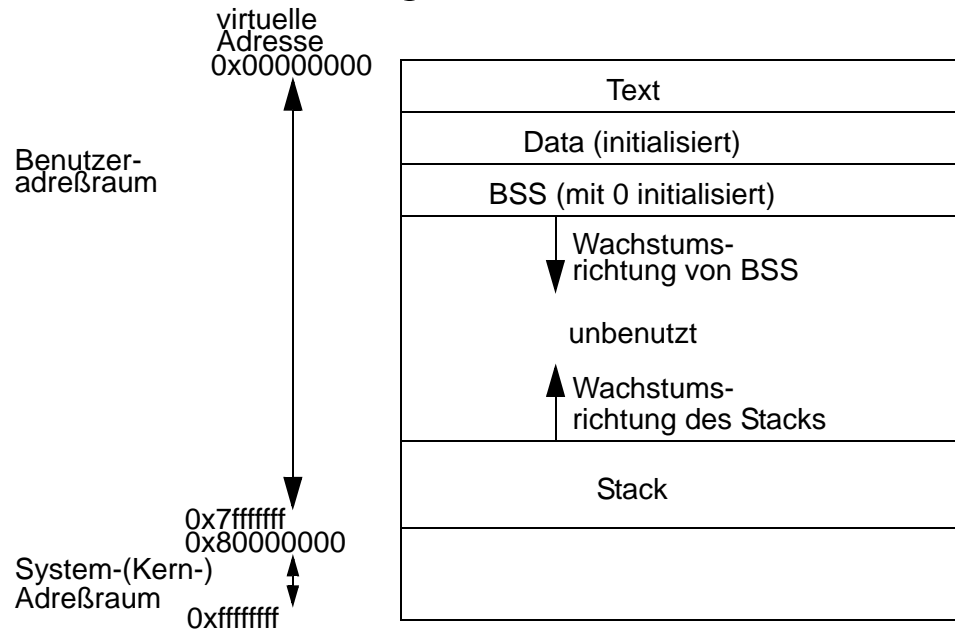 virtuelle
Adresse
0x00000000
Text
Data (initialisiert)
Benutzer-
adreßraum
BSS (mit 0 initialisiert)
Wachstums-
richtung von BSS
unbenutzt
Wachstums-
richtung des Stacks
Stack
0x7fffffff
0x80000000
System-(Kern-)
Adreßraum
0xffffffff